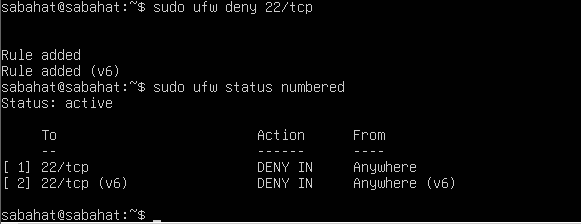 sabahat@sabahat:~$ sudo ufw deny 22/tcp
Rule added
Rule added (v6)
sabahat@sabahat:~$ sudo ufw status numbered
Status: active
To Action From
-- ------ ----
[ 1] 22/tcp DENY IN Anywhere
[ 2] 22/tcp (v6) DENY IN Anywhere (v6)
sabahat@sabahat:~$ _